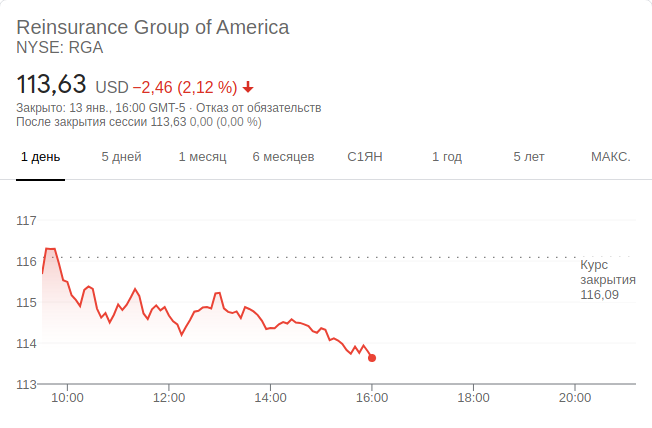 Reinsurance Group of America
NYSE: RGA
113,63 USD −2,46 (2,12 %)
Закрыто: 13 янв., 16:00 GMT-5 · Отказ от обязательств
После закрытия сессии 113,63 0,00 (0,00 %)
1 день 5 дней 1 месяц 6 месяцев С1ЯН 1 год 5 лет МАКС.
117
116
115
114
113
Курс
закрытия
116,09
10:00 12:00 14:00 16:00 18:00 20:00